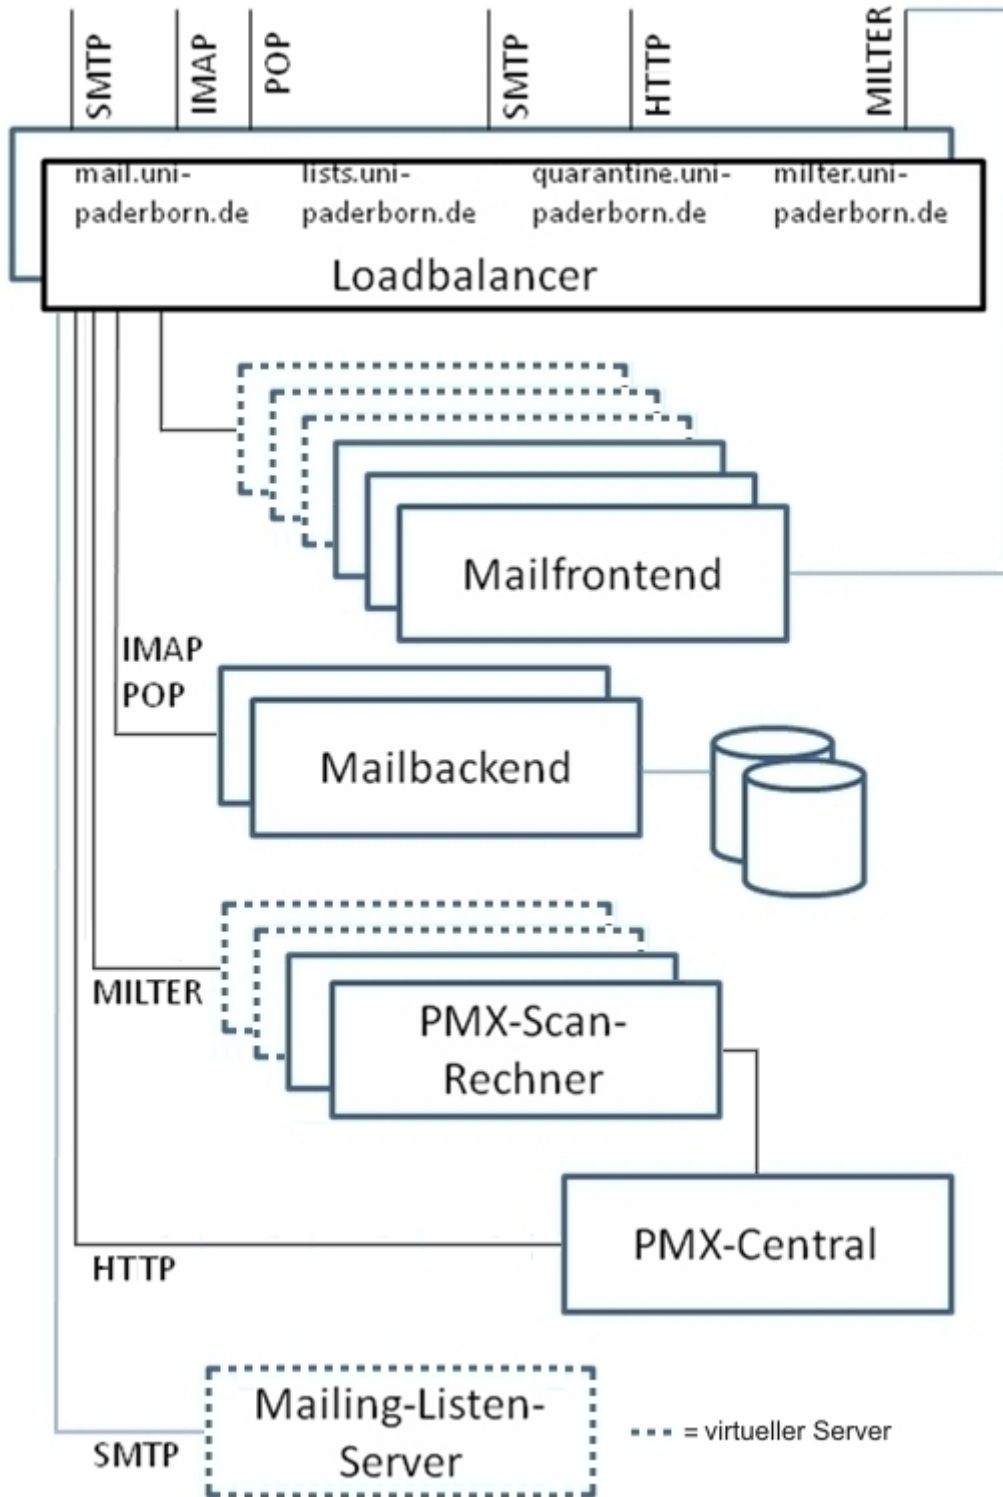 SMTP
IMAP
POP
SMTP
HTTP
MILTER
mail.uni-
paderborn.de
lists.uni-
paderborn.de
quarantine.uni-
paderborn.de
milter.uni-
paderborn.de
Loadbalancer
Mailfrontend
IMAP
POP
Mailbackend
MILTER
PMX-Scan-
Rechner
PMX-Central
HTTP
Mailing-Listen-
Server
SMTP
= virtueller Server